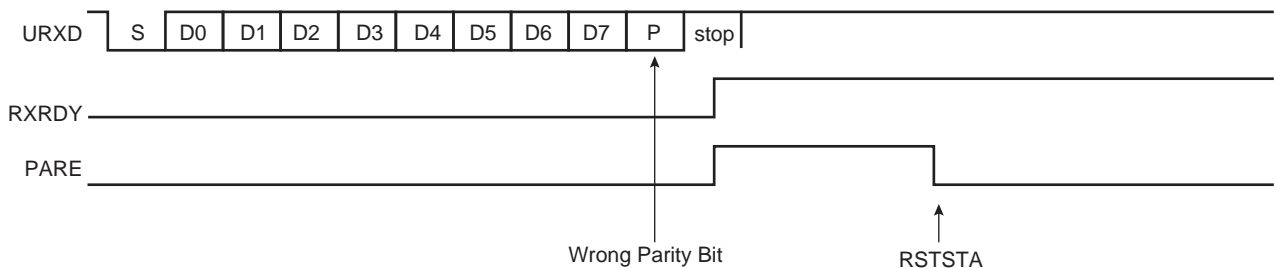 URXD S D0 D1 D2 D3 D4 D5 D6 D7 P stop
RXRDY
PARE
Wrong Parity Bit RSTSTA